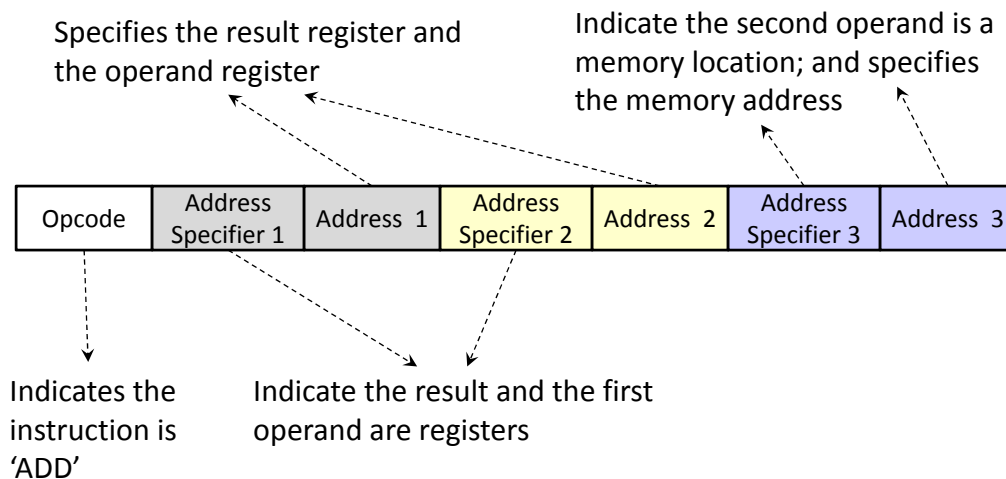 Specifies the result register and
the operand register
Indicate the second operand is a
memory location; and specifies
the memory address
Opcode
Address
Specifier 1
Address 1
Address
Specifier 2
Address 2
Address
Specifier 3
Address 3
Indicates the
instruction is
‘ADD’
Indicate the result and the first
operand are registers